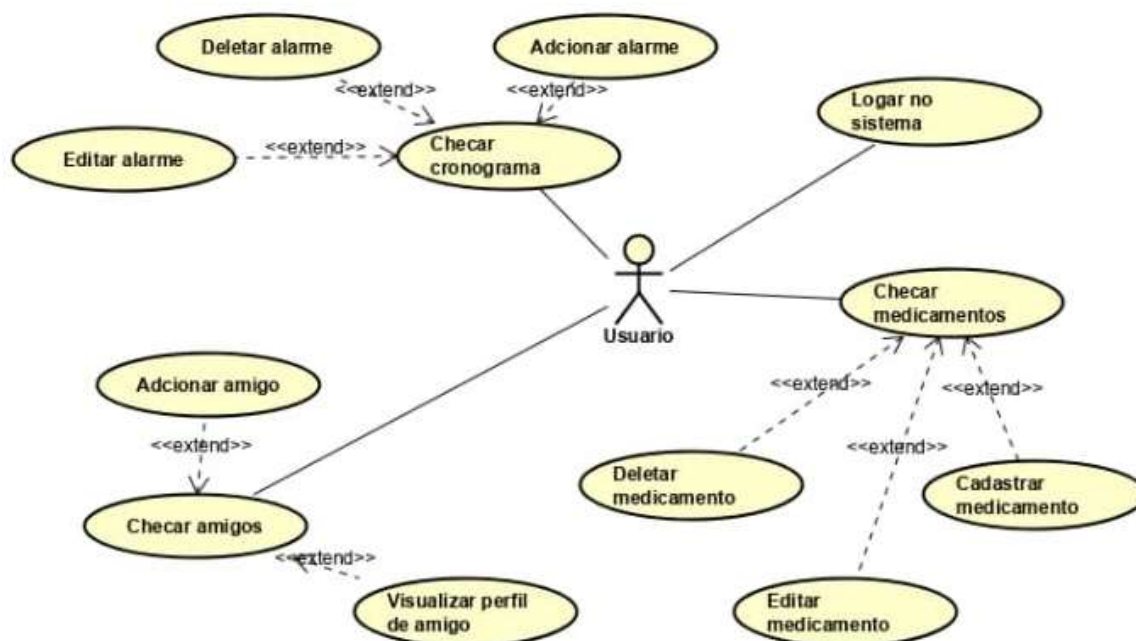 Deletar alarme
Adcionar alarme
<<extend>>
<<extend>>
Logar no
sistema
Editar alarme
<<extend>>
Checar
cronograma
Checar
medicamentos
Usuario
Adcionar amigo
<<extend>>
<<extend>>
<<extend>>
<<extend>>
Deletar
medicamento
Cadastrar
medicamento
Checar amigos
<<extend>>
Visualizar perfil
de amigo
Editar
medicamento